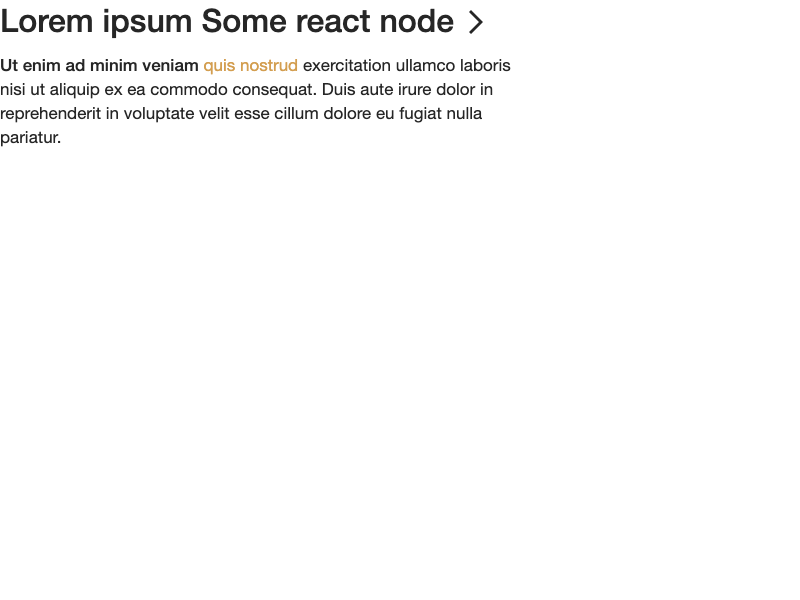 Lorem ipsum Some react node
Ut enim ad minim veniam quis nostrud exercitation ullamco laboris
nisi ut aliquip ex ea commodo consequat. Duis aute irure dolor in
reprehenderit in voluptate velit esse cillum dolore eu fugiat nulla
pariatur.